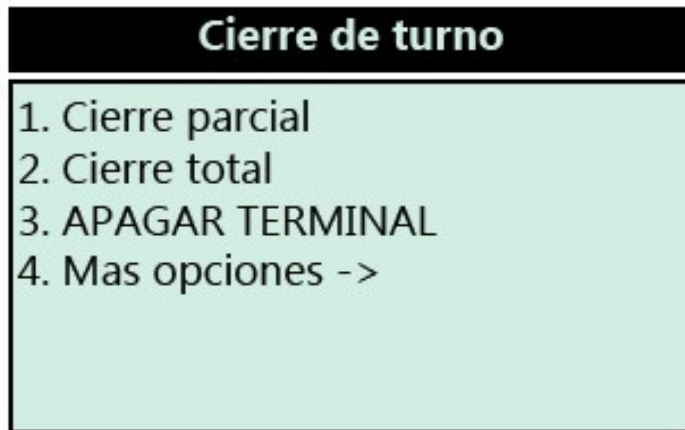 Cierre de turno
1. Cierre parcial
2. Cierre total
3. APAGAR TERMINAL
4. Mas opciones ->